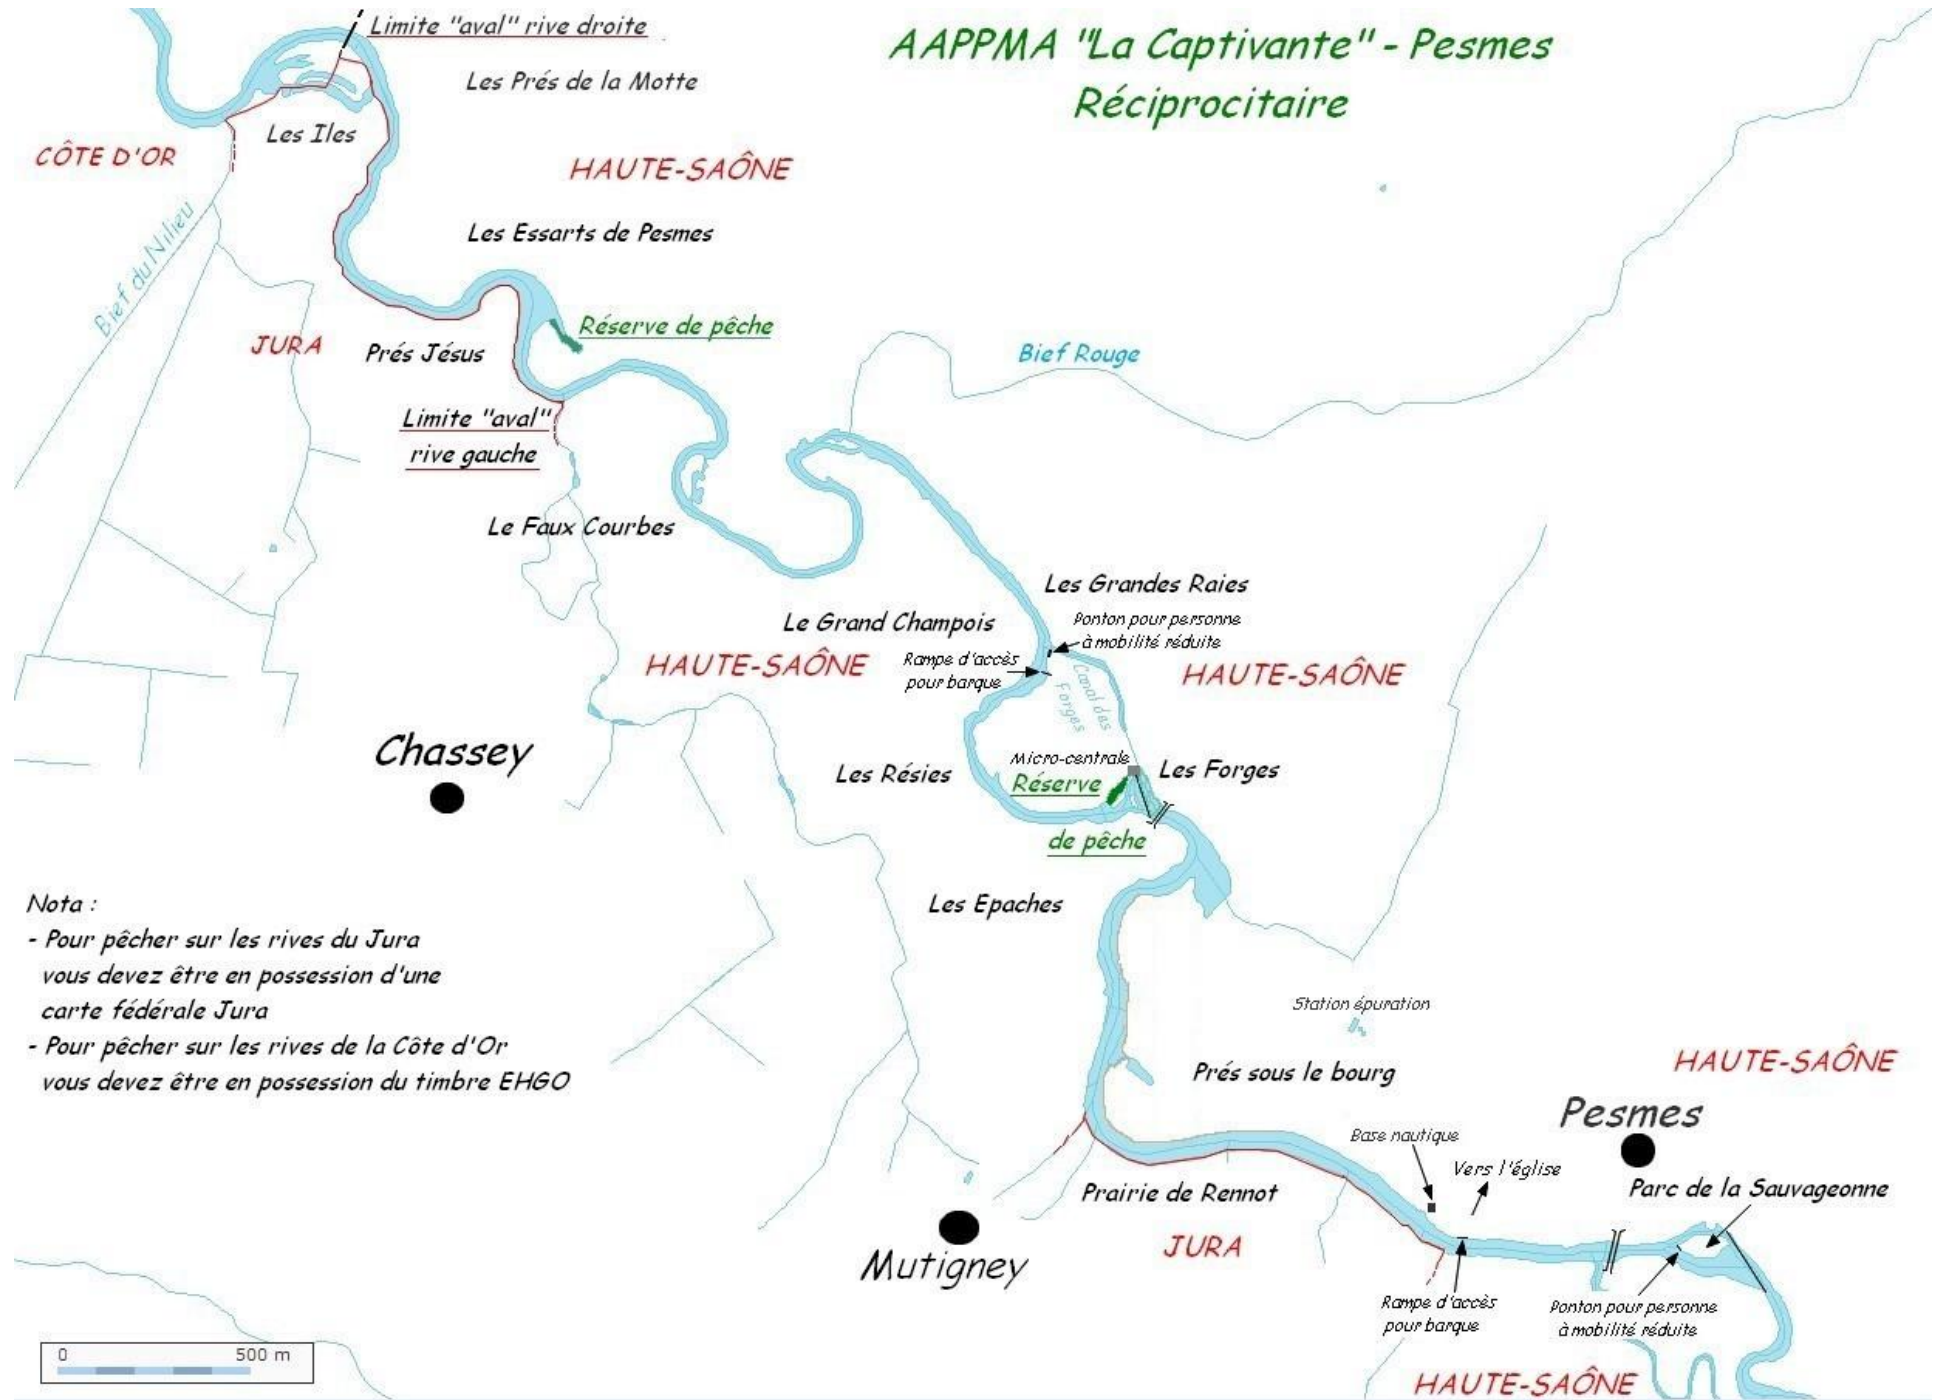 Limite "aval" rive droite
AAPPMA "La Captivante" - Pesmes
Réciprocitaire
Les Prés de la Motte
Les Iles
CÔTE D'OR
HAUTE-SAÔNE
Les Essarts de Pesmes
Bief du Nilieu
Réserve de pêche
JURA
Prés Jésus
Bief Rouge
Limite "aval"
rive gauche
Le Faux Courbes
Les Grandes Raies
Le Grand Champois
Ponton pour personne
à mobilité réduite
HAUTE-SAÔNE
Rampe d'accès
pour barque
HAUTE-SAÔNE
Canal des
Forges
Chassey
Micro-centrale
Les Résies
Réserve
de pêche
Les Forges
Les Epaches
Nota :
- Pour pêcher sur les rives du Jura
vous devez être en possession d'une
carte fédérale Jura
- Pour pêcher sur les rives de la Côte d'Or
vous devez être en possession du timbre EHGO
Station épuration
Prés sous le bourg
HAUTE-SAÔNE
Pesmes
Base nautique
Vers l'église
Prairie de Rennot
Parc de la Sauvageonne
JURA
Mutigney
Rampe d'accès
pour barque
Ponton pour personne
à mobilité réduite
0 500 m
HAUTE-SAÔNE